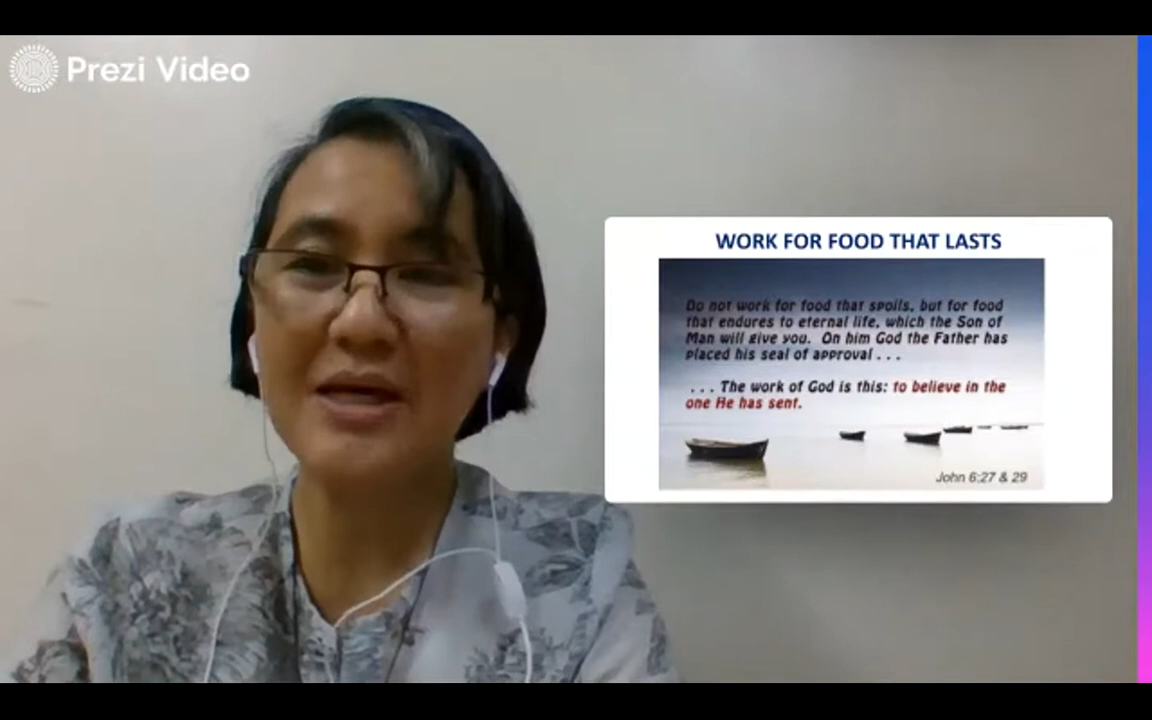 Prezi Video
WORK FOR FOOD THAT LASTS
Do not work for food that spoils, but for food
that endures to eternal life, which the Son of
Man will give you. On him God the Father has
placed his seal of approval . . .
. . . The work of God is this: to believe in the
one He has sent.
John 6:27 & 29